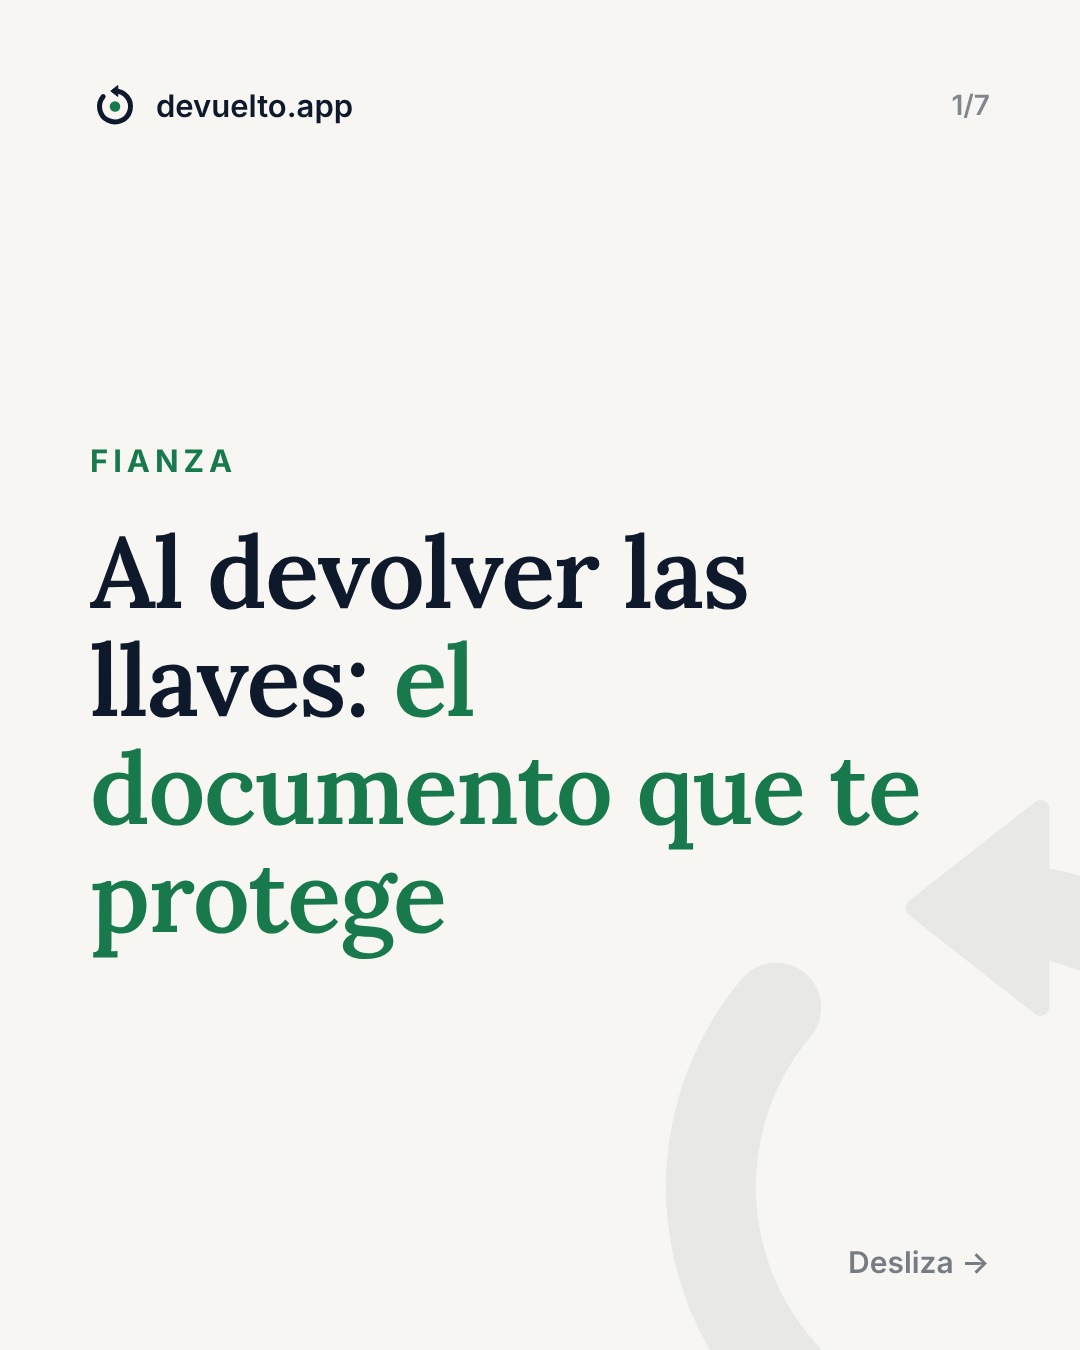 devuelto.app
1/7
FIANZA
Al devolver las
llaves: el
documento que te
protege
Desliza →